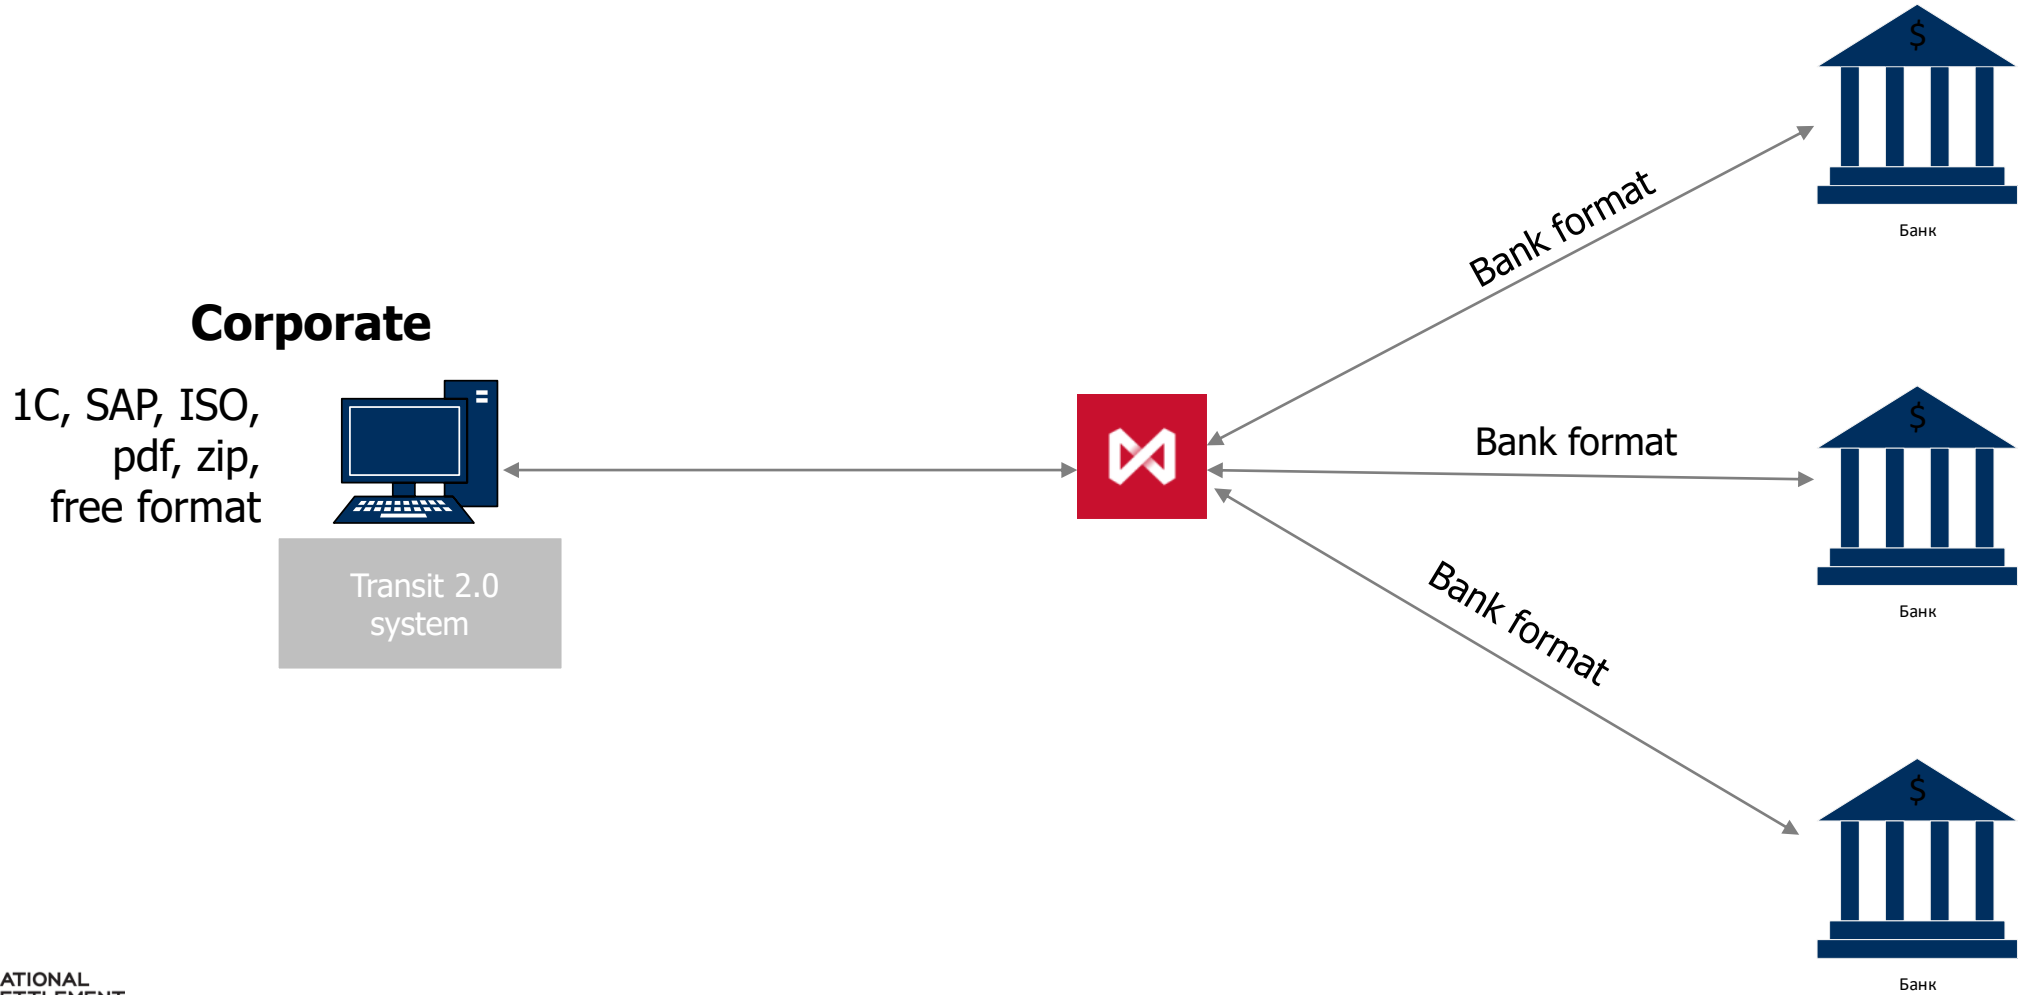 $
Банк
Bank format
Corporate
1C, SAP, ISO,
pdf, zip,
free format
Transit 2.0
system
Bank format
$
Банк
Bank format
$
Банк
ATIONAL